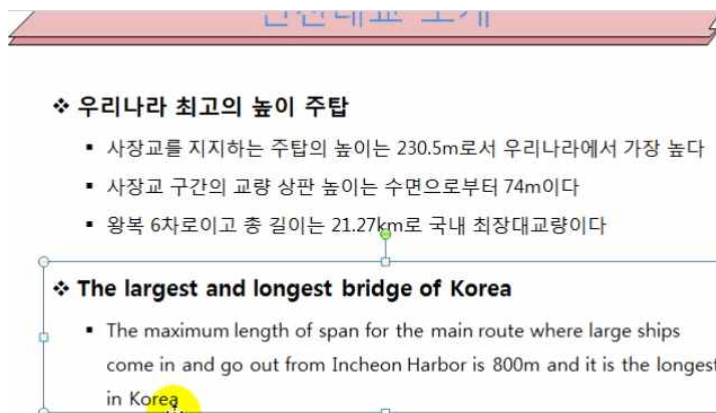 ❖ 우리나라 최고의 높이 주탑
▪ 사장교를 지지하는 주탑의 높이는 230.5m로서 우리나라에서 가장 높다
▪ 사장교 구간의 교량 상판 높이는 수면으로부터 74m이다
▪ 왕복 6차로이고 총 길이는 21.27km로 국내 최장대교량이다
❖ The largest and longest bridge of Korea
▪ The maximum length of span for the main route where large ships
come in and go out from Incheon Harbor is 800m and it is the longest
in Korea